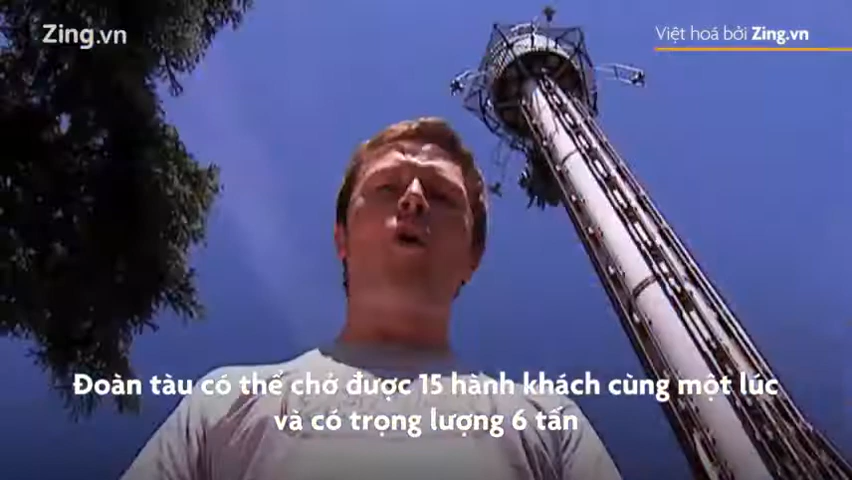 Zing.vn
Việt hoá bởi Zing.vn
Đoàn tàu có thể chở được 15 hành khách cùng một lúc
và có trọng lượng 6 tấn